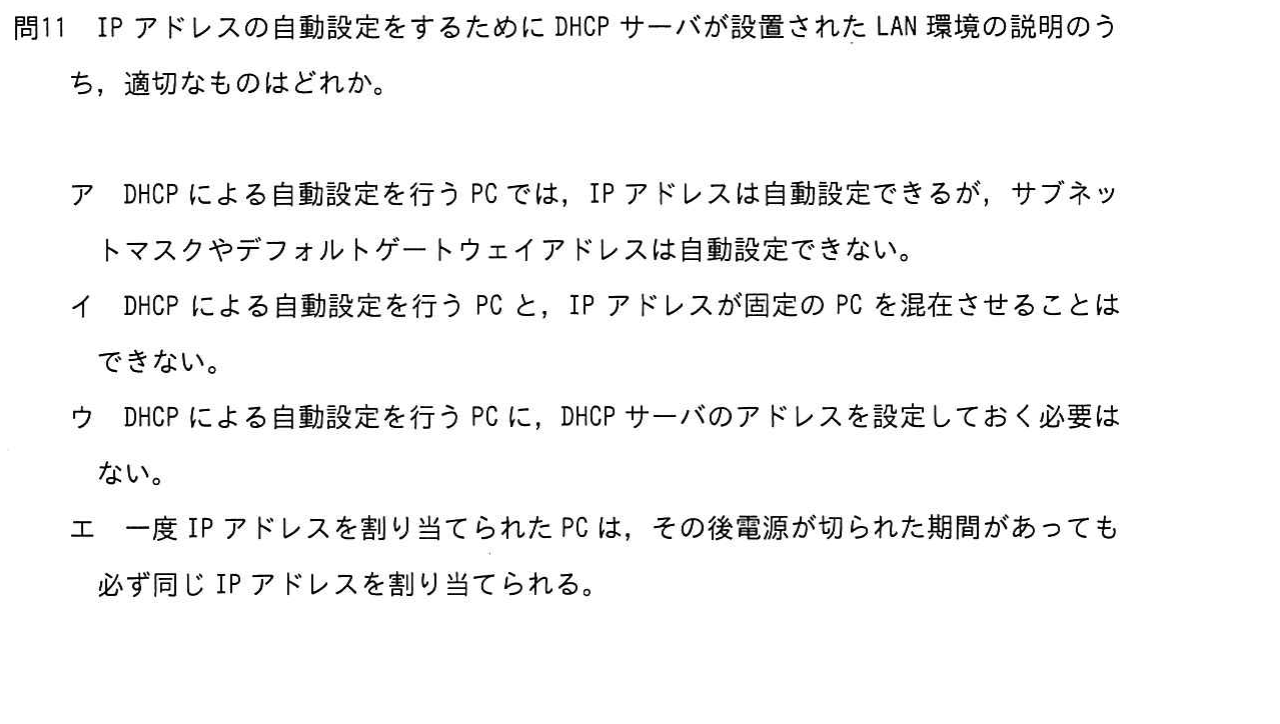 問11 IP アドレスの自動設定をするために DHCP サーバが設置された LAN 環境の説明のう
ち，適切なものはどれか。
ア DHCP による自動設定を行う PC では，IP アドレスは自動設定できるが，サブネッ
トマスクやデフォルトゲートウェイアドレスは自動設定できない。
イ DHCP による自動設定を行う PC と，IP アドレスが固定の PC を混在させることは
できない。
ウ DHCP による自動設定を行う PC に，DHCP サーバのアドレスを設定しておく必要は
ない。
エ 一度 IP アドレスを割り当てられた PC は，その後電源が切られた期間があっても
必ず同じ IP アドレスを割り当てられる。